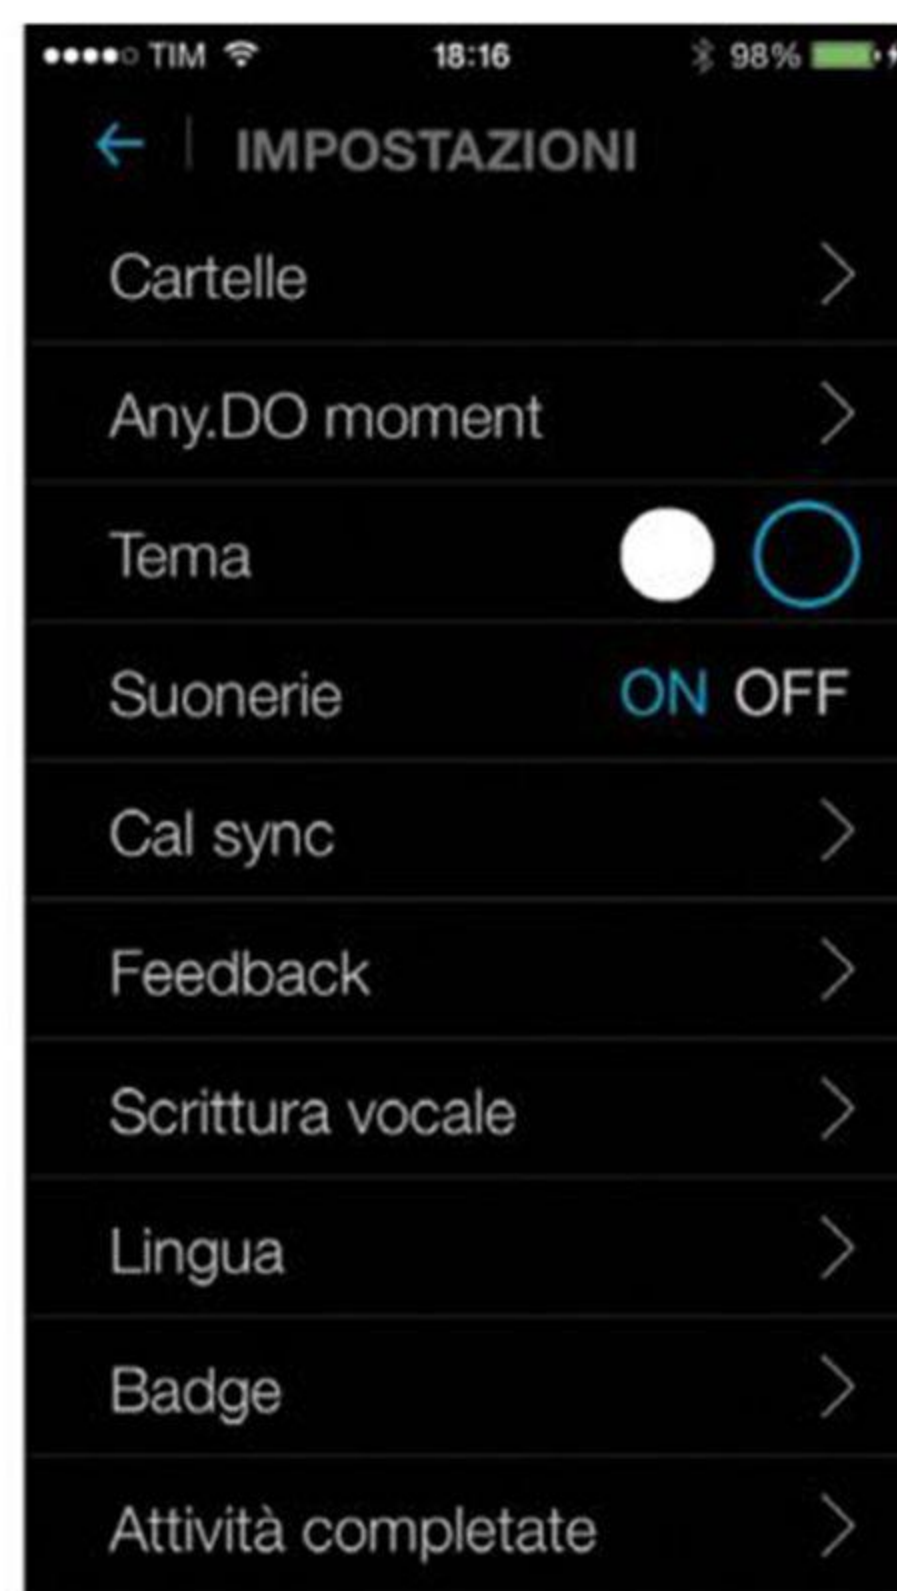 TIM 18:16 98%
IMPOSTAZIONI
Cartelle
Any.DO moment
Tema
Suonerie ON OFF
Cal sync
Feedback
Scrittura vocale
Lingua
Badge
Attività completate